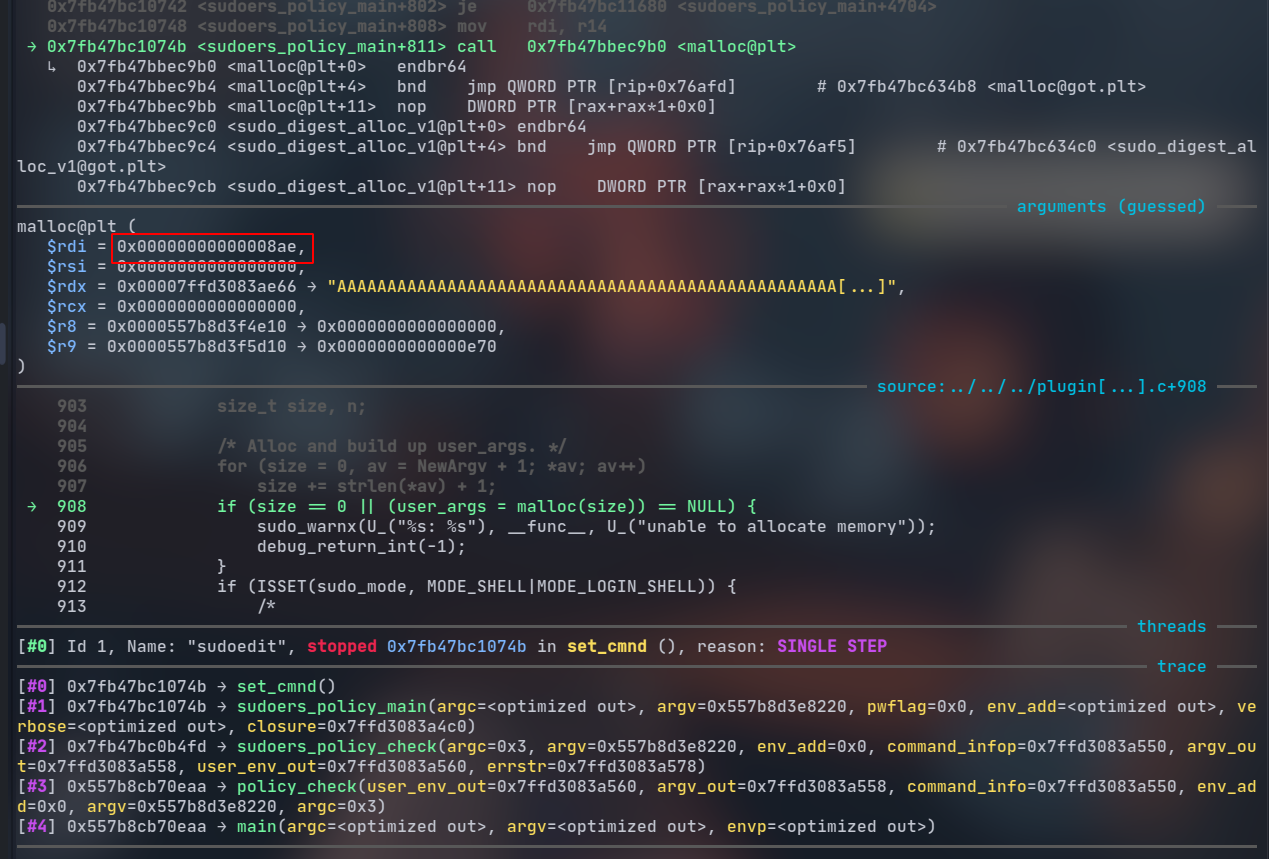 0x7fb47bc10742 <sudoers_policy_main+802> je     0x7fb47bc11680 <sudoers_policy_main+4704>
0x7fb47bc10748 <sudoers_policy_main+808> mov    rdi, r14
→ 0x7fb47bc1074b <sudoers_policy_main+811> call   0x7fb47bbec9b0 <malloc@plt>
↳  0x7fb47bbec9b0 <malloc@plt+0>   endbr64
0x7fb47bbec9b4 <malloc@plt+4>   bnd    jmp QWORD PTR [rip+0x76afd]        # 0x7fb47bc634b8 <malloc@got.plt>
0x7fb47bbec9bb <malloc@plt+11>  nop    DWORD PTR [rax+rax*1+0x0]
0x7fb47bbec9c0 <sudo_digest_alloc_v1@plt+0> endbr64
0x7fb47bbec9c4 <sudo_digest_alloc_v1@plt+4> bnd    jmp QWORD PTR [rip+0x76af5]        # 0x7fb47bc634c0 <sudo_digest_al
loc_v1@got.plt>
0x7fb47bbec9cb <sudo_digest_alloc_v1@plt+11> nop    DWORD PTR [rax+rax*1+0x0]
arguments (guessed)
malloc@plt (
$rdi = 0x00000000000008ae,
$rsi = 0x0000000000000000,
$rdx = 0x00007ffd3083ae66 → "AAAAAAAAAAAAAAAAAAAAAAAAAAAAAAAAAAAAAAAAAAAAAAAAAA[...]",
$rcx = 0x0000000000000000,
$r8 = 0x0000557b8d3f4e10 → 0x0000000000000000,
$r9 = 0x0000557b8d3f5d10 → 0x0000000000000e70
)
source:../../../plugin[...].c+908
903             size_t size, n;
904
905             /* Alloc and build up user_args. */
906             for (size = 0, av = NewArgv + 1; *av; av++)
907                 size += strlen(*av) + 1;
→  908             if (size == 0 || (user_args = malloc(size)) == NULL) {
909                 sudo_warnx(U_("%s: %s"), __func__, U_("unable to allocate memory"));
910                 debug_return_int(-1);
911             }
912             if (ISSET(sudo_mode, MODE_SHELL|MODE_LOGIN_SHELL)) {
913                 /*
threads
[#0] Id 1, Name: "sudoedit", stopped 0x7fb47bc1074b in set_cmnd (), reason: SINGLE STEP
trace
[#0] 0x7fb47bc1074b → set_cmnd()
[#1] 0x7fb47bc1074b → sudoers_policy_main(argc=<optimized out>, argv=0x557b8d3e8220, pwflag=0x0, env_add=<optimized out>, ve
rbose=<optimized out>, closure=0x7ffd3083a4c0)
[#2] 0x7fb47bc0b4fd → sudoers_policy_check(argc=0x3, argv=0x557b8d3e8220, env_add=0x0, command_infop=0x7ffd3083a550, argv_ou
t=0x7ffd3083a558, user_env_out=0x7ffd3083a560, errstr=0x7ffd3083a578)
[#3] 0x557b8cb70eaa → policy_check(user_env_out=0x7ffd3083a560, argv_out=0x7ffd3083a558, command_info=0x7ffd3083a550, env_ad
d=0x0, argv=0x557b8d3e8220, argc=0x3)
[#4] 0x557b8cb70eaa → main(argc=<optimized out>, argv=<optimized out>, envp=<optimized out>)